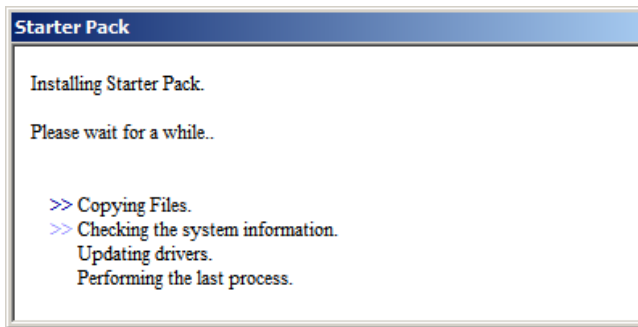 Starter Pack
Installing Starter Pack.
Please wait for a while..
>> Copying Files.
>> Checking the system information.
Updating drivers.
Performing the last process.